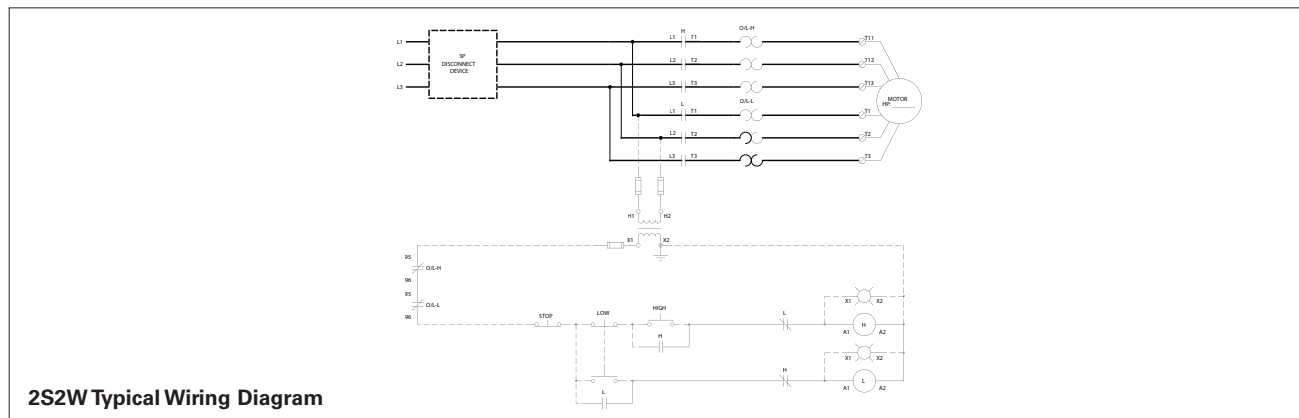 H O/L-H
L1 L1 T1 T11
3P
DISCONNECT
DEVICE
L2 L2 T2 T12
L3 L3 T3 T13
MOTOR
HP: ________
L O/L-L
L1 T1 T1
L2 T2 T2
L3 T3 T3
H1 H2
X1 X2
95
O/L-H
96
95
O/L-L
96
STOP LOW HIGH L
H
X1 X2
H
A1 A2
H
X1 X2
L
L
A1 A2
2S2W Typical Wiring Diagram